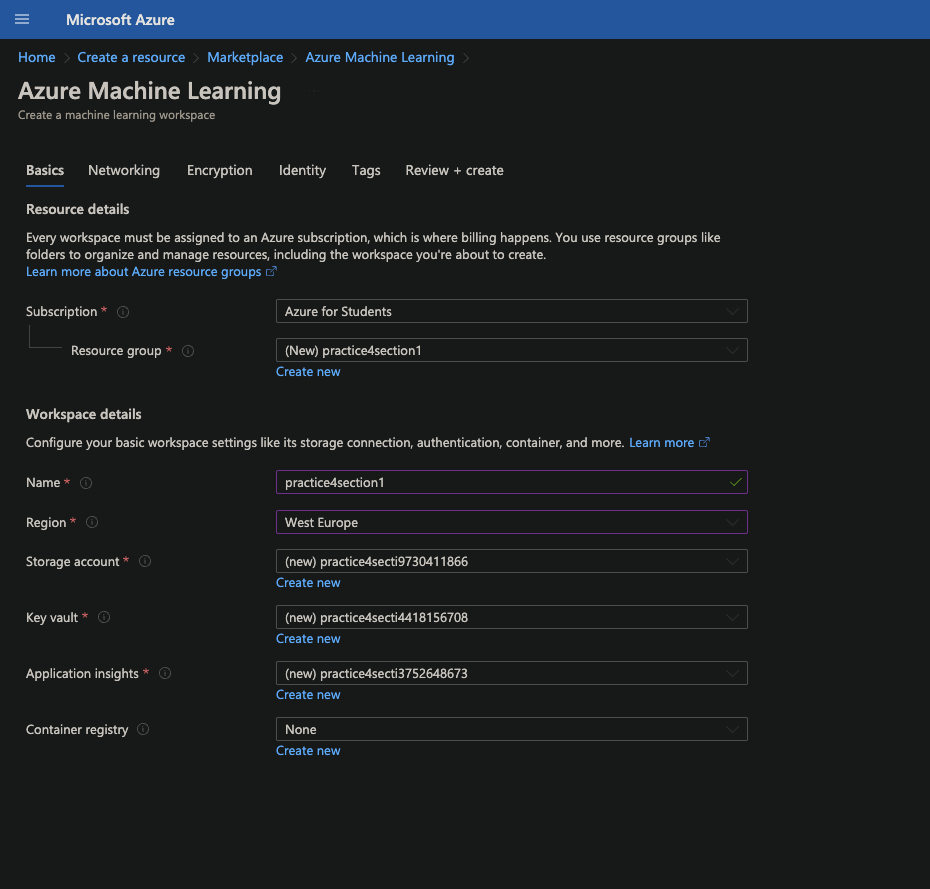 Microsoft Azure
Home > Create a resource > Marketplace > Azure Machine Learning >
Azure Machine Learning
Create a machine learning workspace
Basics Networking Encryption Identity Tags Review + create
Resource details
Every workspace must be assigned to an Azure subscription, which is where billing happens. You use resource groups like
folders to organize and manage resources, including the workspace you're about to create.
Learn more about Azure resource groups
Subscription * Azure for Students
Resource group * (New) practice4section1
Create new
Workspace details
Configure your basic workspace settings like its storage connection, authentication, container, and more. Learn more
Name * practice4section1
Region * West Europe
Storage account * (new) practice4secti9730411866
Create new
Key vault * (new) practice4secti4418156708
Create new
Application insights * (new) practice4secti3752648673
Create new
Container registry None
Create new